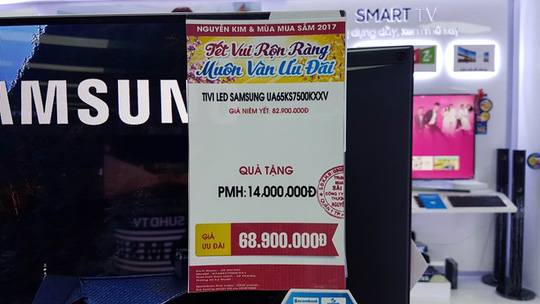 NGUYỄN KIM & MÙA MUA SẮM 2017
Tết Vui Rộn Ràng
Muôn Vàn Ưu Đãi
TIVI LED SAMSUNG UA65KS7500KXXV
GIÁ NIÊM YẾT: 82.900.000Đ
QUÀ TẶNG
PMH: 14.000.000Đ
GIÁ
ƯU ĐÃI
68.900.000Đ
AMSUN
SUHDTV
SMART TV